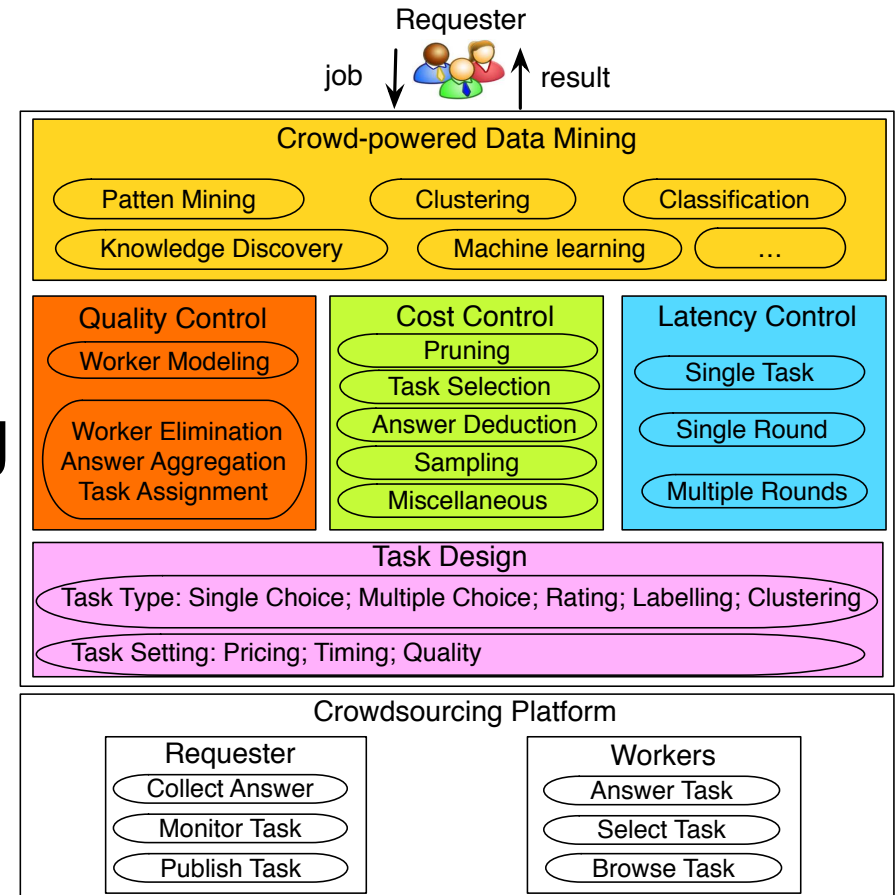 Requester
job
result
Crowd-powered Data Mining
Patten Mining
Clustering
Classification
Knowledge Discovery
Machine learning
...
Quality Control
Worker Modeling
Worker Elimination
Answer Aggregation
Task Assignment
Cost Control
Pruning
Task Selection
Answer Deduction
Sampling
Miscellaneous
Latency Control
Single Task
Single Round
Multiple Rounds
Task Design
Task Type: Single Choice; Multiple Choice; Rating; Labelling; Clustering
Task Setting: Pricing; Timing; Quality
Crowdsourcing Platform
Requester
Collect Answer
Monitor Task
Publish Task
Workers
Answer Task
Select Task
Browse Task